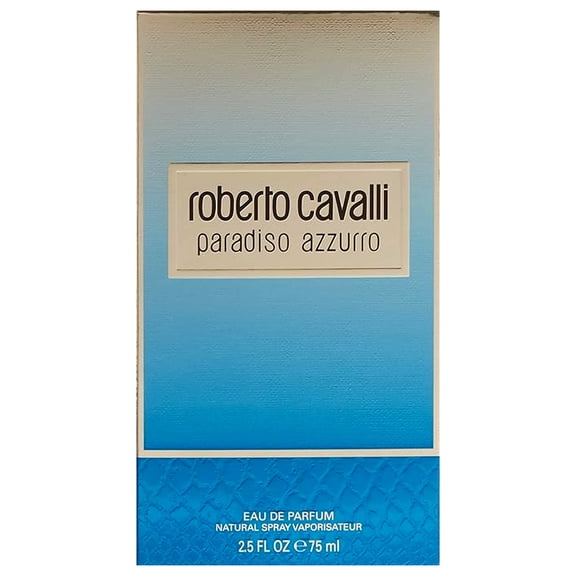 roberto cavalli
paradiso azzurro
EAU DE PARFUM
NATURAL SPRAY VAPORISATEUR
2.5 FL OZ ℮ 75 ml